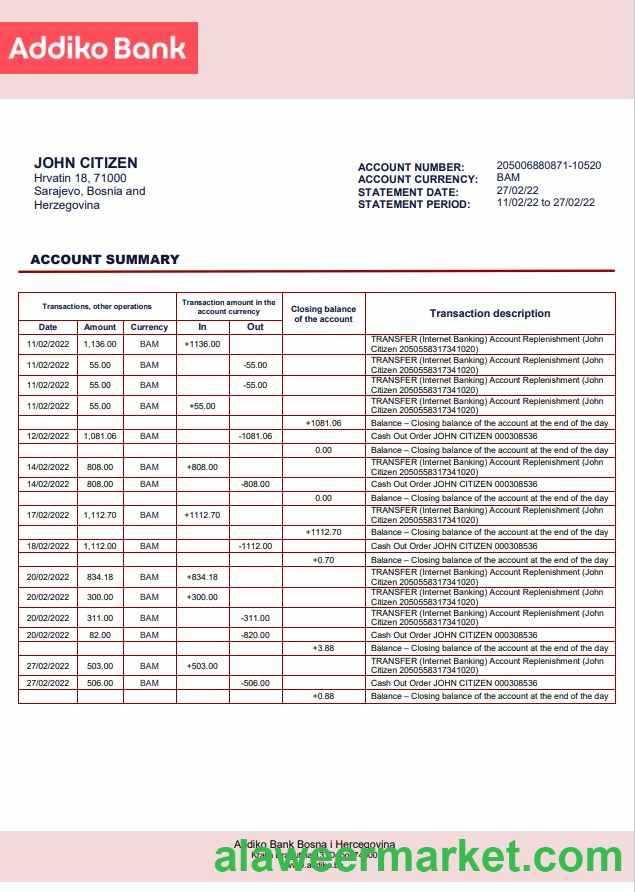 Addiko Bank
JOHN CITIZEN
Hrvatin 18, 71000
Sarajevo, Bosnia and
Herzegovina
ACCOUNT NUMBER: 205006880871-10520
ACCOUNT CURRENCY: BAM
STATEMENT DATE: 27/02/22
STATEMENT PERIOD: 11/02/22 to 27/02/22
ACCOUNT SUMMARY
Transactions, other operations
Transaction amount in the
account currency
Closing balance
of the account
Transaction description
Date Amount Currency In Out
11/02/2022 1,136.00 BAM +1136.00 TRANSFER (Internet Banking) Account Replenishment (John
Citizen 2050558317341020)
11/02/2022 55.00 BAM -55.00 TRANSFER (Internet Banking) Account Replenishment (John
Citizen 2050558317341020)
11/02/2022 55.00 BAM -55.00 TRANSFER (Internet Banking) Account Replenishment (John
Citizen 2050558317341020)
11/02/2022 55.00 BAM +55.00 TRANSFER (Internet Banking) Account Replenishment (John
Citizen 2050558317341020)
+1081.06 Balance – Closing balance of the account at the end of the day
12/02/2022 1,081.06 BAM -1081.06 Cash Out Order JOHN CITIZEN 000308536
0.00 Balance – Closing balance of the account at the end of the day
14/02/2022 808.00 BAM +808.00 TRANSFER (Internet Banking) Account Replenishment (John
Citizen 2050558317341020)
14/02/2022 808.00 BAM -808.00 Cash Out Order JOHN CITIZEN 000308536
0.00 Balance – Closing balance of the account at the end of the day
17/02/2022 1,112.70 BAM +1112.70 TRANSFER (Internet Banking) Account Replenishment (John
Citizen 2050558317341020)
+1112.70 Balance – Closing balance of the account at the end of the day
18/02/2022 1,112.00 BAM -1112.00 Cash Out Order JOHN CITIZEN 000308536
+0.70 Balance – Closing balance of the account at the end of the day
20/02/2022 834.18 BAM +834.18 TRANSFER (Internet Banking) Account Replenishment (John
Citizen 2050558317341020)
20/02/2022 300.00 BAM +300.00 TRANSFER (Internet Banking) Account Replenishment (John
Citizen 2050558317341020)
20/02/2022 311.00 BAM -311.00 TRANSFER (Internet Banking) Account Replenishment (John
Citizen 2050558317341020)
20/02/2022 82.00 BAM -820.00 Cash Out Order JOHN CITIZEN 000308536
+3.88 Balance – Closing balance of the account at the end of the day
27/02/2022 503.00 BAM +503.00 TRANSFER (Internet Banking) Account Replenishment (John
Citizen 2050558317341020)
27/02/2022 506.00 BAM -506.00 Cash Out Order JOHN CITIZEN 000308536
+0.88 Balance – Closing balance of the account at the end of the day
Addiko Bank Bosna i Hercegovina
alaweermarket.com